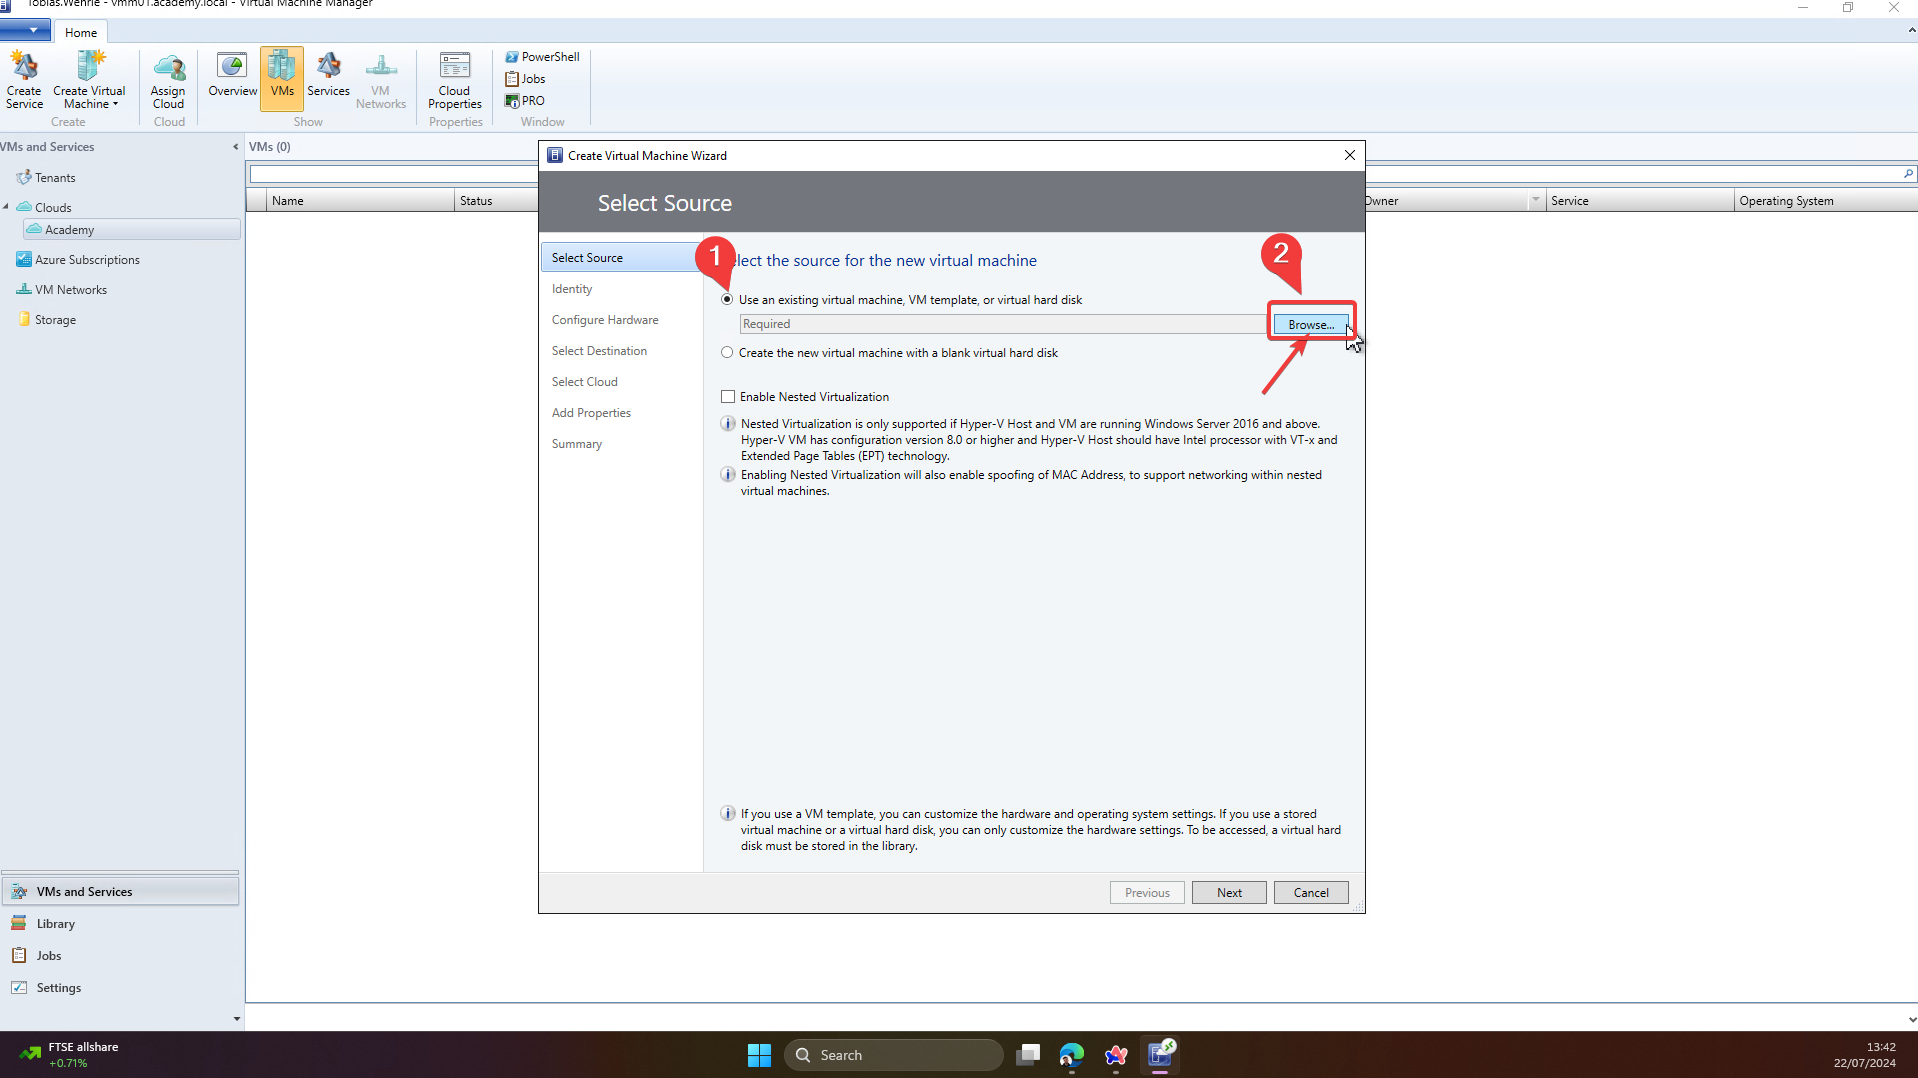 Tobias.Wehrle - vmm01.academy.local - Virtual Machine Manager
Home
Create Service
Create Virtual Machine
Assign Cloud
Overview
VMs
Services
VM Networks
Cloud Properties
PowerShell
Jobs
PRO
Create
Cloud
Show
Properties
Window
VMs and Services
Tenants
Clouds
Academy
Azure Subscriptions
VM Networks
Storage
VMs (0)
Name
Status
Owner
Service
Operating System
Create Virtual Machine Wizard
Select Source
Select Source
Identity
Configure Hardware
Select Destination
Select Cloud
Add Properties
Summary
1
elect the source for the new virtual machine
2
Use an existing virtual machine, VM template, or virtual hard disk
Required
Browse...
Create the new virtual machine with a blank virtual hard disk
Enable Nested Virtualization
Nested Virtualization is only supported if Hyper-V Host and VM are running Windows Server 2016 and above.
Hyper-V VM has configuration version 8.0 or higher and Hyper-V Host should have Intel processor with VT-x and
Extended Page Tables (EPT) technology.
Enabling Nested Virtualization will also enable spoofing of MAC Address, to support networking within nested
virtual machines.
If you use a VM template, you can customize the hardware and operating system settings. If you use a stored
virtual machine or a virtual hard disk, you can only customize the hardware settings. To be accessed, a virtual hard
disk must be stored in the library.
Previous
Next
Cancel
VMs and Services
Library
Jobs
Settings
FTSE allshare
+0.71%
Search
13:42
22/07/2024